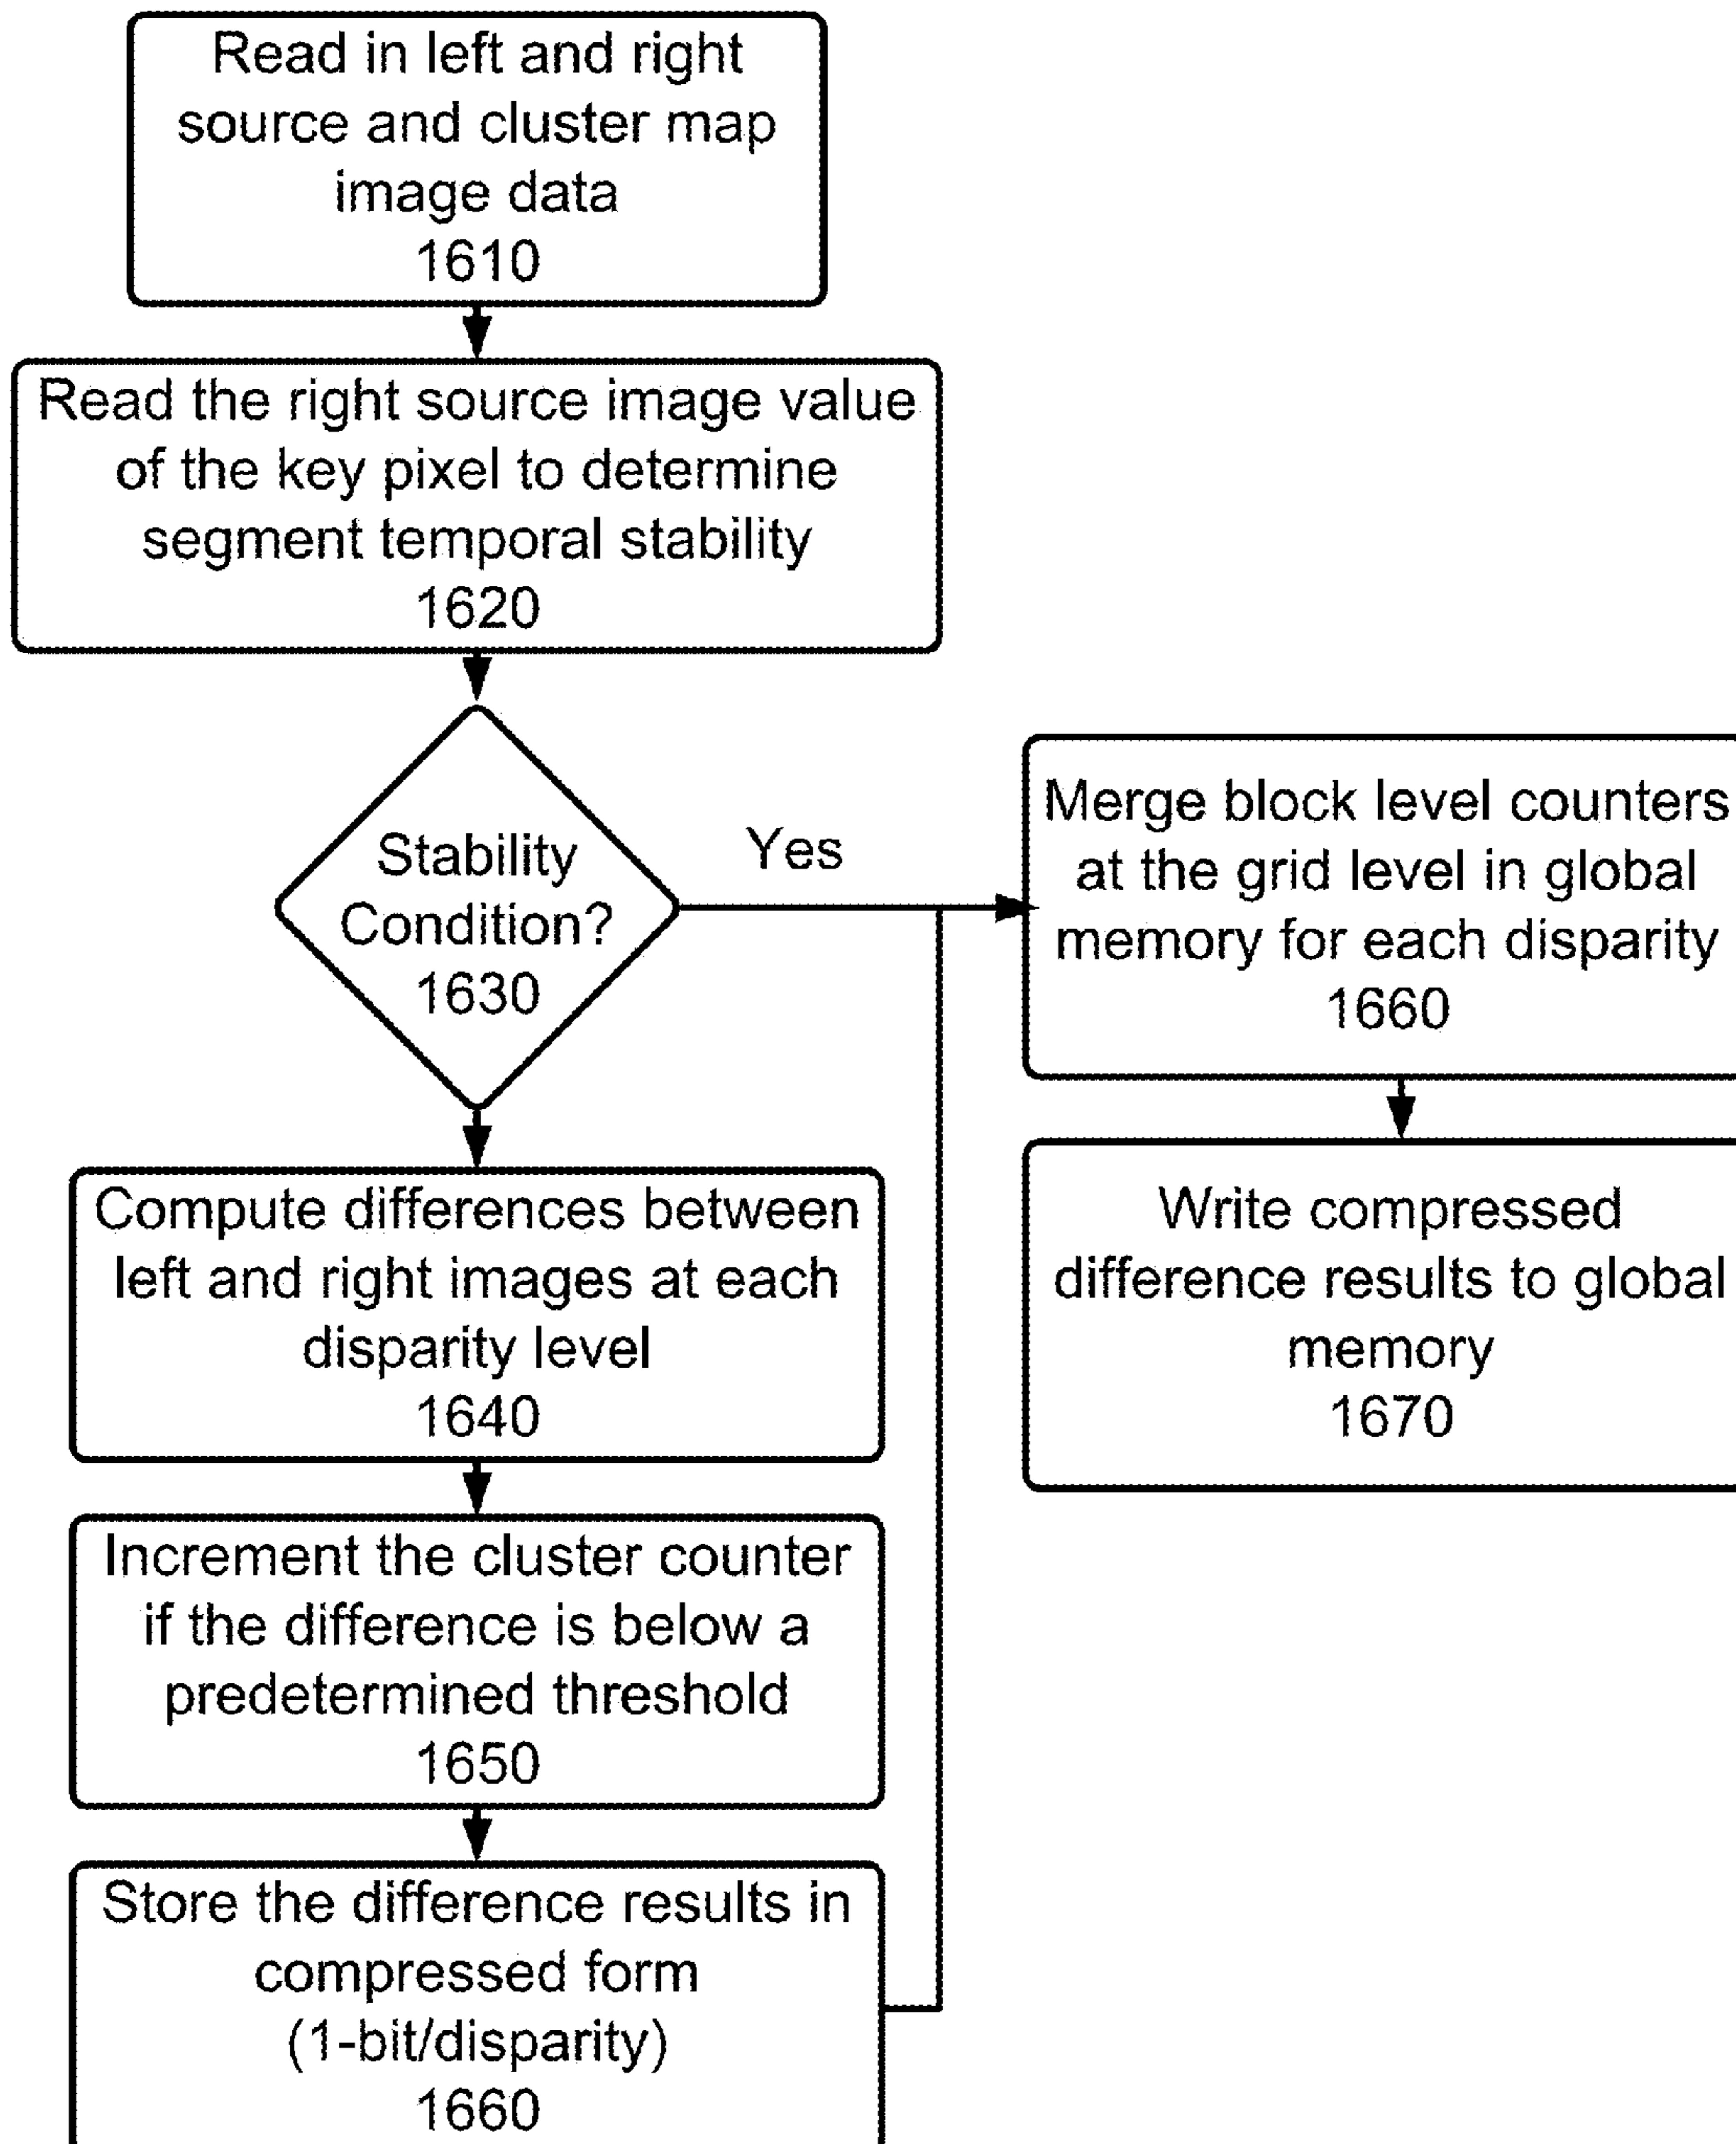 Read in left and right
source and cluster map
image data
1610
Read the right source image value
of the key pixel to determine
segment temporal stability
1620
Stability
Condition?
1630
Yes
Compute differences between
left and right images at each
disparity level
1640
Increment the cluster counter
if the difference is below a
predetermined threshold
1650
Store the difference results in
compressed form
(1-bit/disparity)
1660
Merge block level counters
at the grid level in global
memory for each disparity
1660
Write compressed
difference results to global
memory
1670